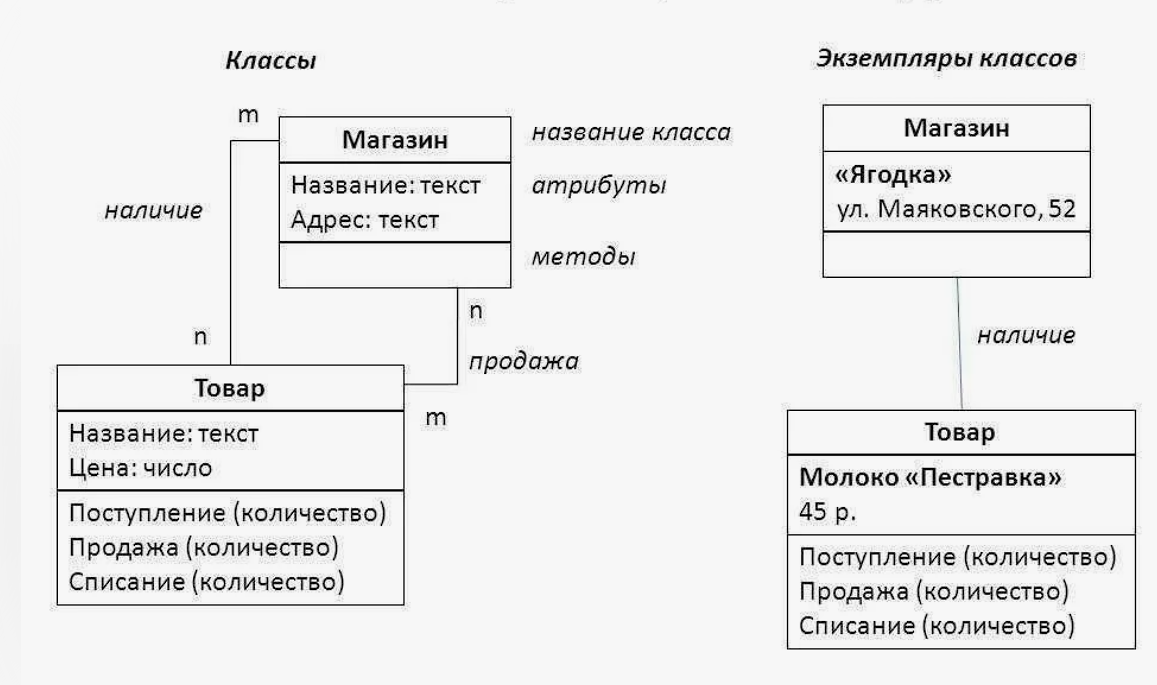 Классы
m
Магазин
название класса
Название: текст
Адрес: текст
атрибуты
методы
наличие
n
n
продажа
m
Товар
Название: текст
Цена: число
Поступление (количество)
Продажа (количество)
Списание (количество)
Экземпляры классов
Магазин
«Ягодка»
ул. Маяковского, 52
наличие
Товар
Молоко «Пестравка»
45 р.
Поступление (количество)
Продажа (количество)
Списание (количество)